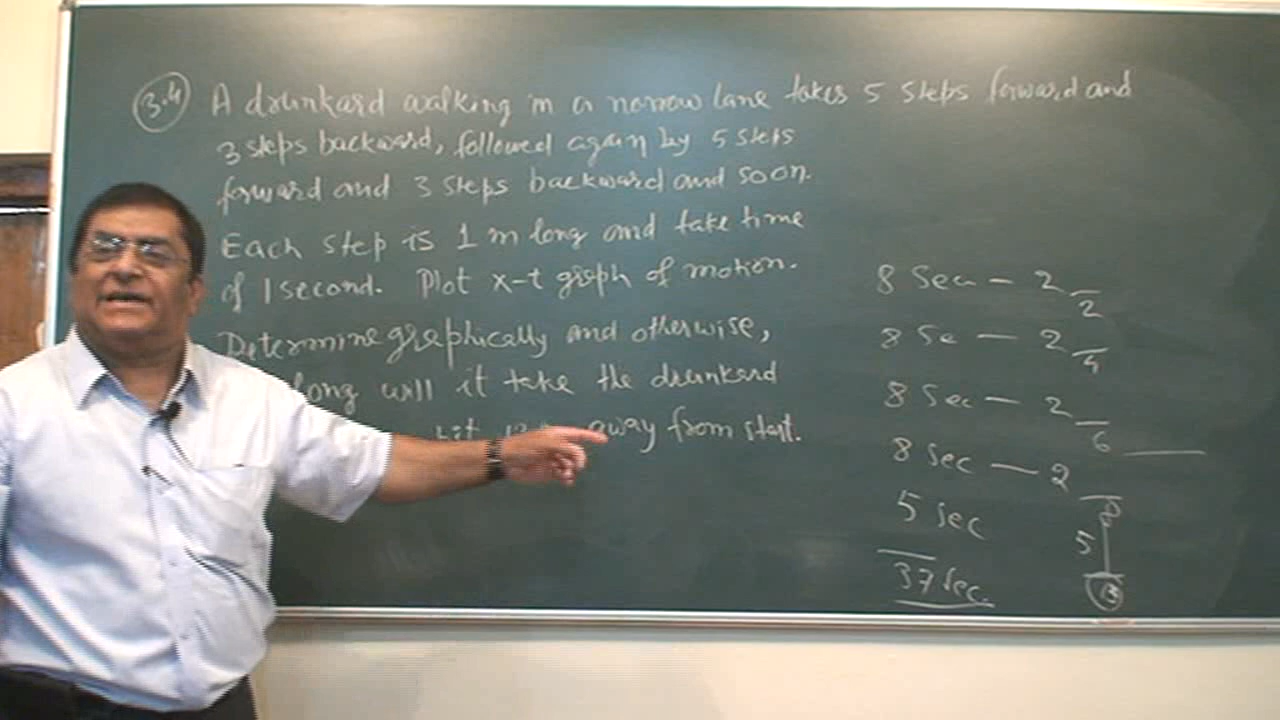 3.4 A drunkard walking in a narrow lane takes 5 steps forward and
3 steps backward, followed again by 5 steps
forward and 3 steps backward and soon.
Each step is 1 m long and take time
of 1 second. Plot x-t graph of motion.
Determine graphically and otherwise,
long will it take the drunkard
away from start.
8 Sec — 2
2
8 Se — 2
4
8 Sec — 2
6
8 Sec — 2
8
5 Sec
5
37 Sec.
13